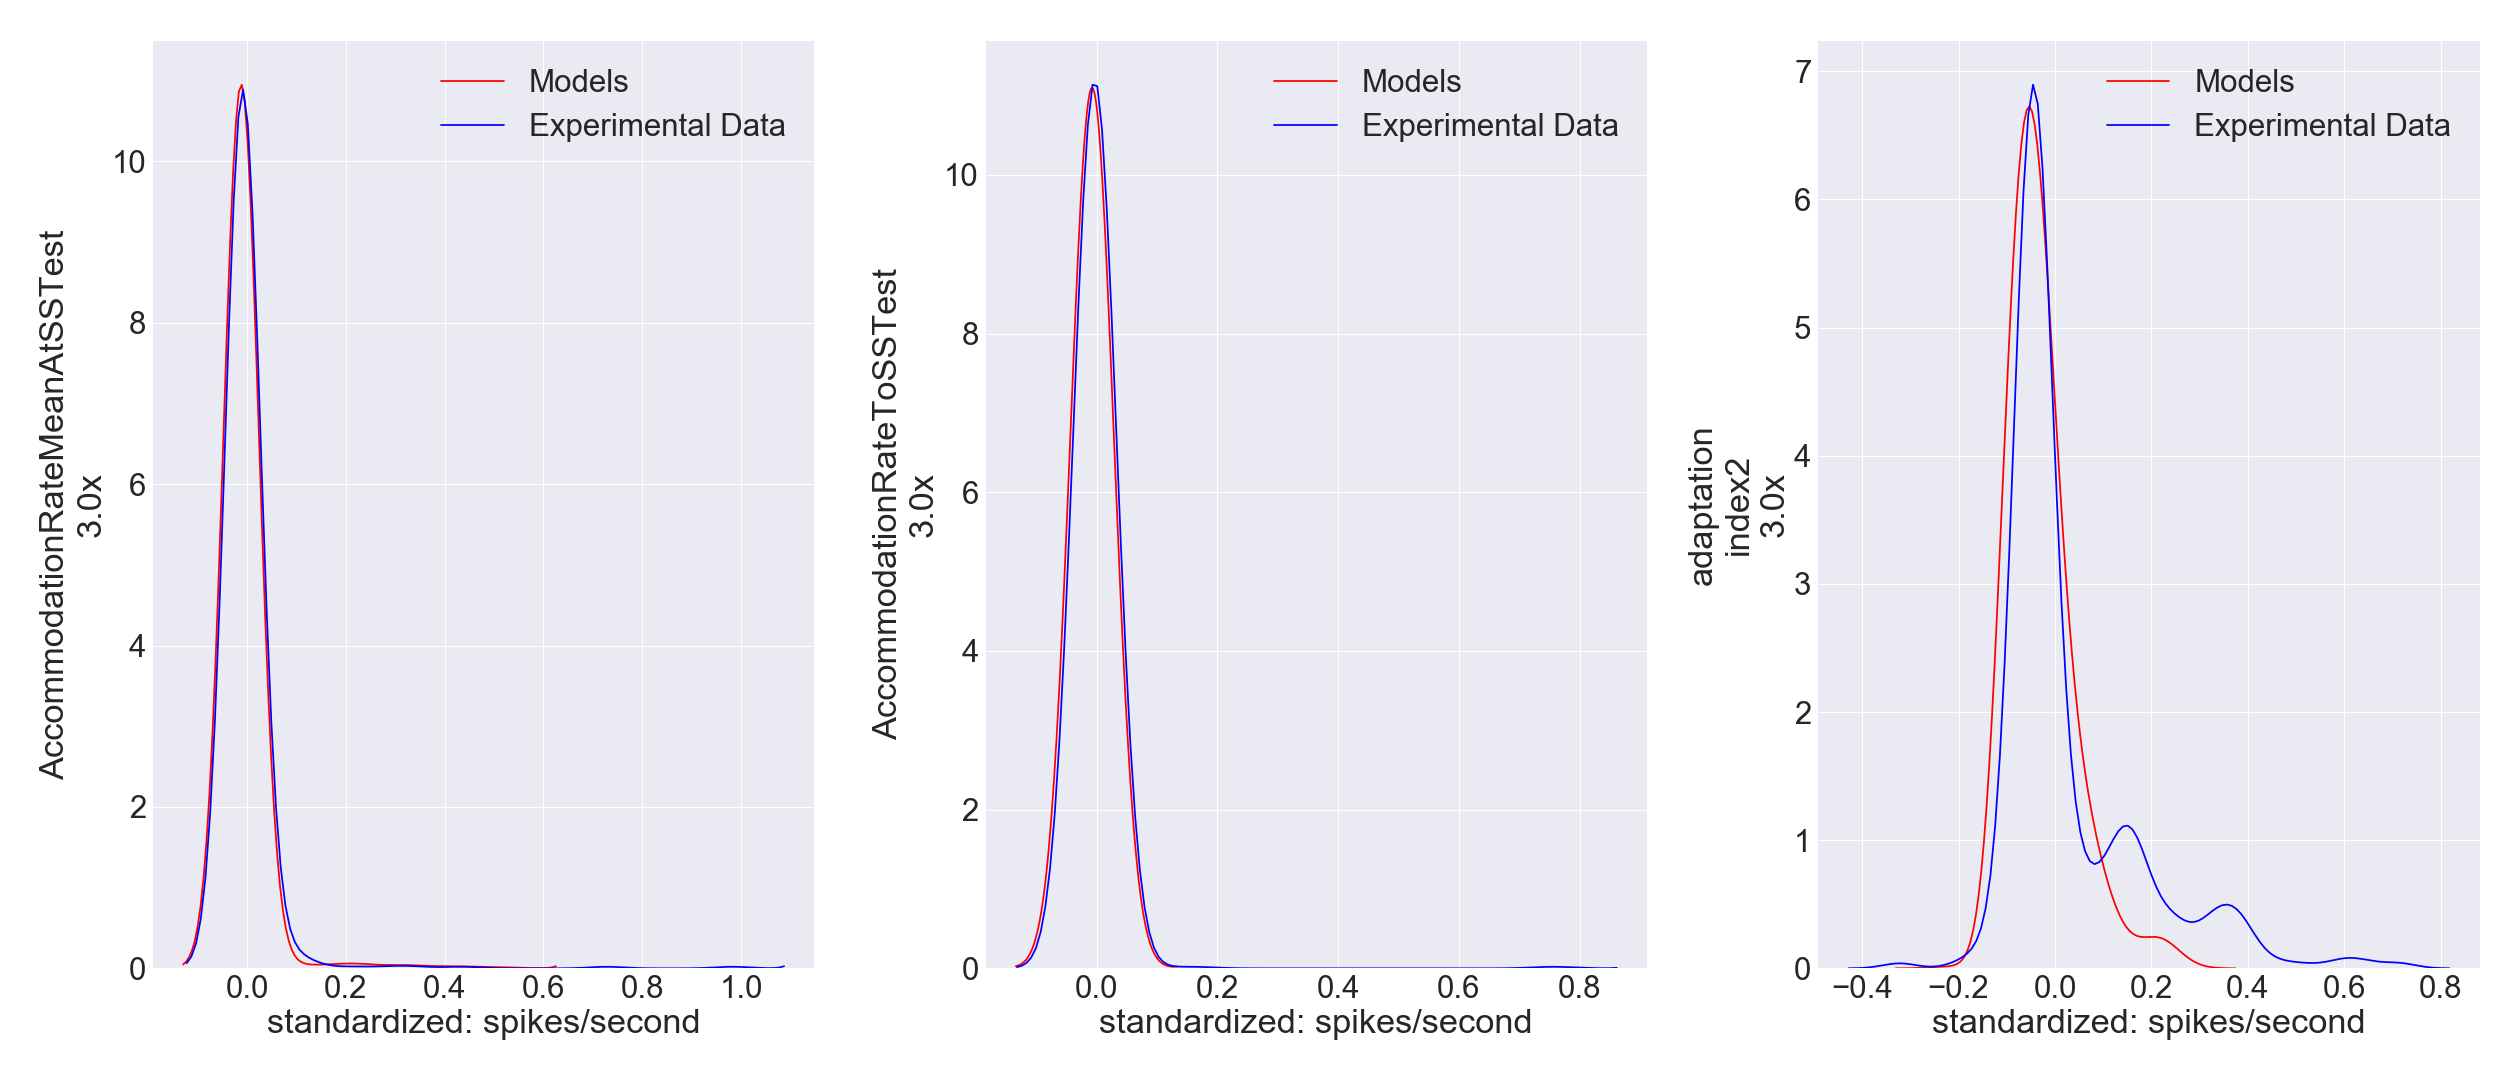 AccommodationRateMeanAtSSTest
3.0x
10
8
6
4
2
0
Models
Experimental Data
0.0 0.2 0.4 0.6 0.8 1.0
standardized: spikes/second
AccommodationRateToSSTest
3.0x
10
8
6
4
2
0
Models
Experimental Data
0.0 0.2 0.4 0.6 0.8
standardized: spikes/second
adaptation
index2
3.0x
7
6
5
4
3
2
1
0
Models
Experimental Data
−0.4 −0.2 0.0 0.2 0.4 0.6 0.8
standardized: spikes/second